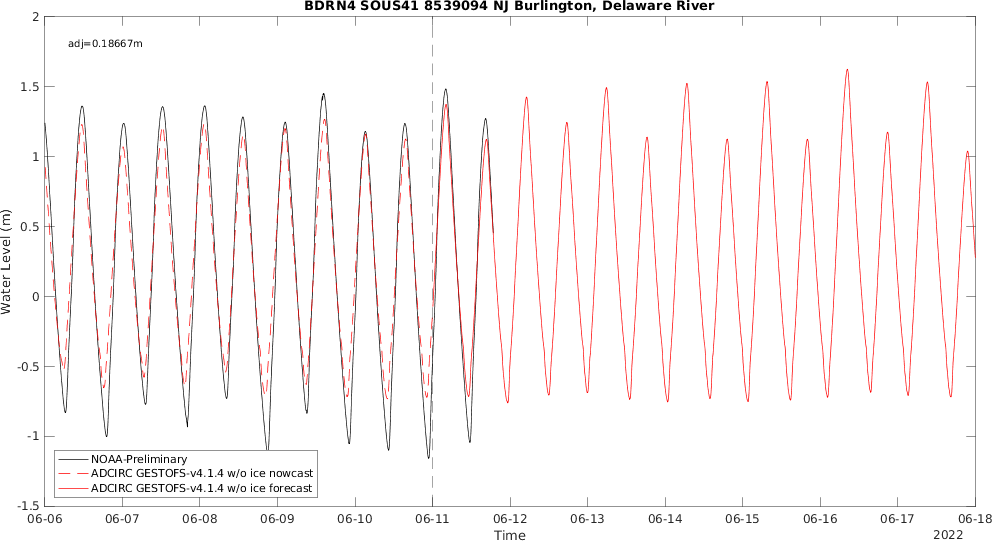 BDRN4 SOUS41 8539094 NJ Burlington, Delaware River
adj=0.18667m
2
1.5
1
0.5
0
-0.5
-1
-1.5
Water Level (m)
NOAA-Preliminary
ADCIRC GESTOFS-v4.1.4 w/o ice nowcast
ADCIRC GESTOFS-v4.1.4 w/o ice forecast
06-06 06-07 06-08 06-09 06-10 06-11 06-12 06-13 06-14 06-15 06-16 06-17 06-18
Time
2022